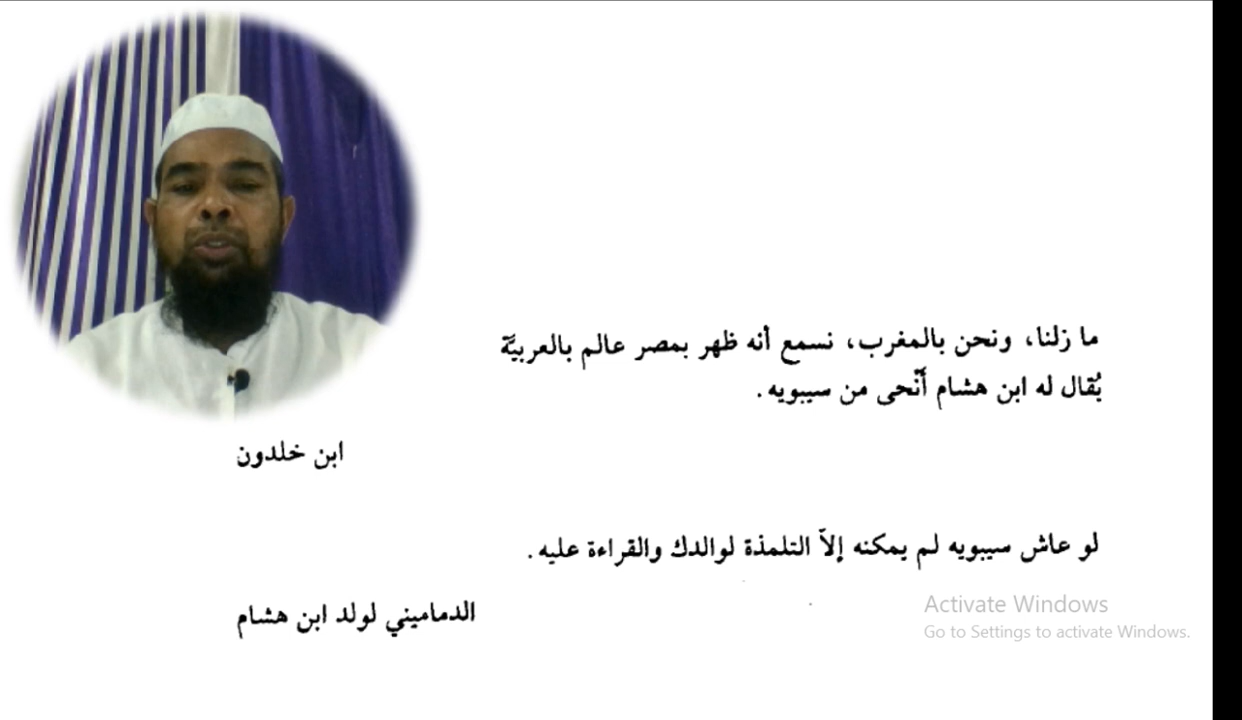 ما زلنا، ونحن بالمغرب، نسمع أنه ظهر بمصر عالم بالعربيَّة
يُقال له ابن هشام أَنْحى من سيبويه.
ابن خلدون
لو عاش سيبويه لم يمكنه إلاّ التلمذة لوالدك والقراءة عليه.
الدماميني لولد ابن هشام
Activate Windows
Go to Settings to activate Windows.